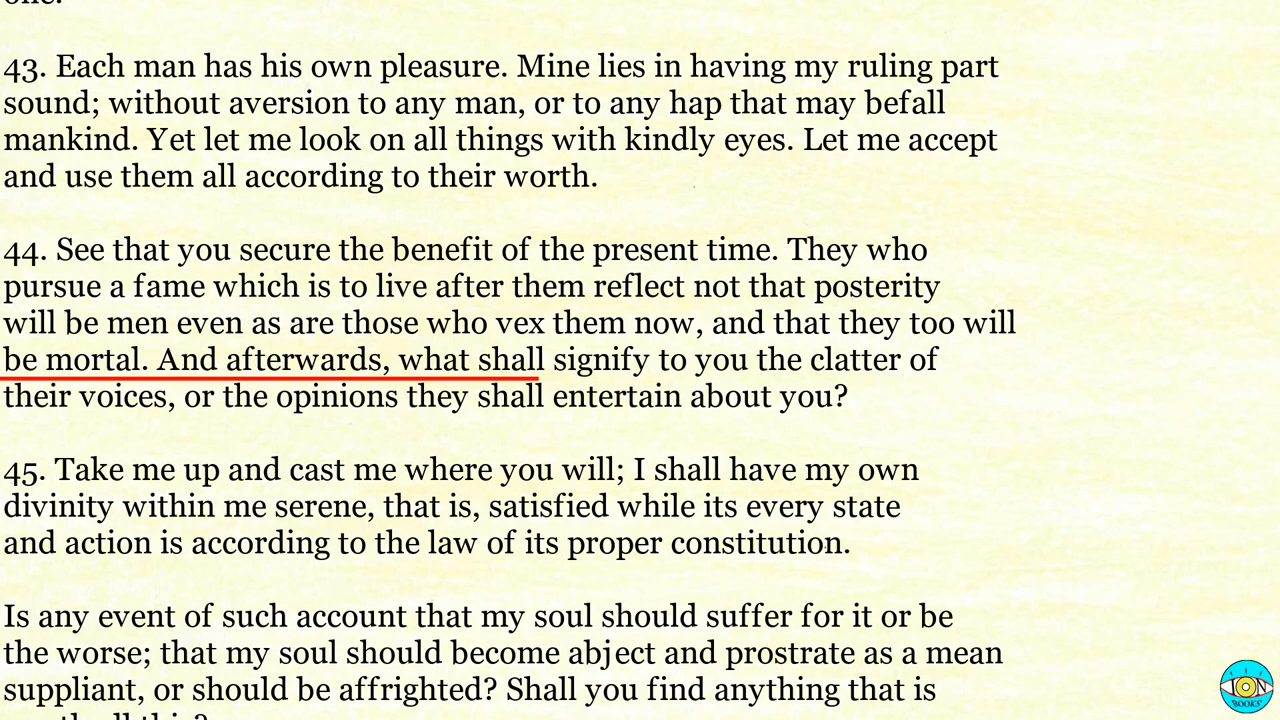 one.
43. Each man has his own pleasure. Mine lies in having my ruling part
sound; without aversion to any man, or to any hap that may befall
mankind. Yet let me look on all things with kindly eyes. Let me accept
and use them all according to their worth.
44. See that you secure the benefit of the present time. They who
pursue a fame which is to live after them reflect not that posterity
will be men even as are those who vex them now, and that they too will
be mortal. And afterwards, what shall signify to you the clatter of
their voices, or the opinions they shall entertain about you?
45. Take me up and cast me where you will; I shall have my own
divinity within me serene, that is, satisfied while its every state
and action is according to the law of its proper constitution.
Is any event of such account that my soul should suffer for it or be
the worse; that my soul should become abject and prostrate as a mean
suppliant, or should be affrighted? Shall you find anything that is
all this?
ION
BOOKS